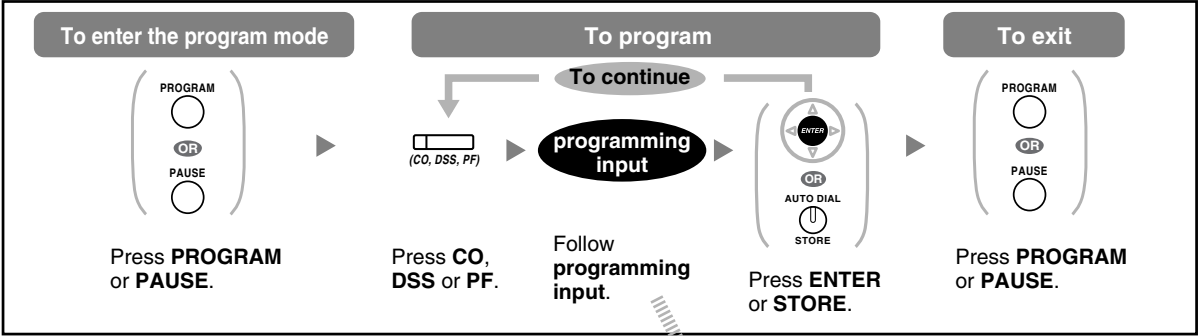 To enter the program mode
PROGRAM
OR
PAUSE
Press PROGRAM
or PAUSE.
To program
To continue
(CO, DSS, PF)
Press CO,
DSS or PF.
programming
input
Follow
programming
input.
ENTER
OR
AUTO DIAL
STORE
Press ENTER
or STORE.
To exit
PROGRAM
OR
PAUSE
Press PROGRAM
or PAUSE.